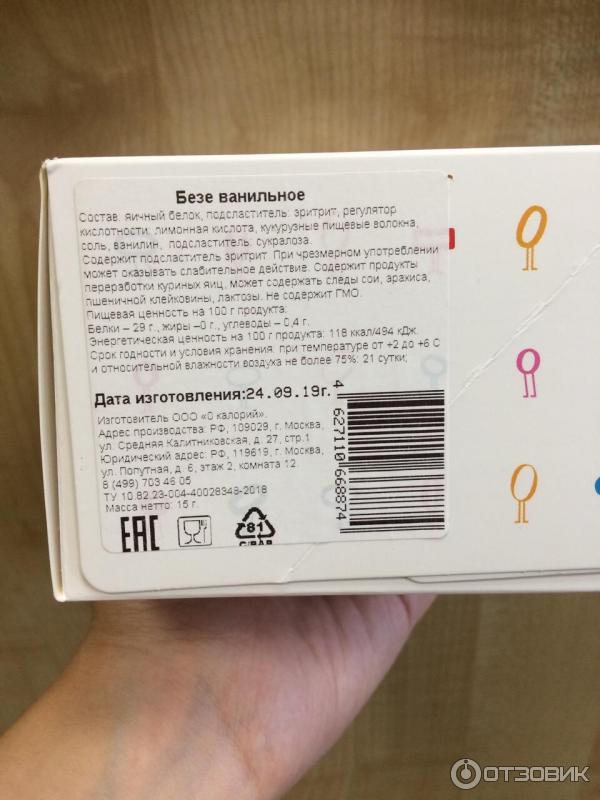 Безе ванильное
Состав: яичный белок, подсластитель: эритрит, регулятор
кислотности: лимонная кислота, кукурузные пищевые волокна,
соль, ванилин, подсластитель: сукралоза.
Содержит подсластитель эритрит. При чрезмерном употреблении
может оказывать слабительное действие. Содержит продукты
переработки куриных яиц, может содержать следы сои, арахиса,
пшеничной клейковины, лактозы. Не содержит ГМО.
Пищевая ценность на 100 г продукта:
Белки – 29 г., жиры –0 г., углеводы – 0,4 г.
Энергетическая ценность на 100 г продукта: 118 ккал/494 кДж.
Срок годности и условия хранения: при температуре от +2 до +6 С
и относительной влажности воздуха не более 75%: 21 сутки;
Дата изготовления:24.09.19г.
Изготовитель ООО «0 калорий».
Адрес производства: РФ, 109029, г. Москва,
ул. Средняя Калитниковская, д. 27, стр.1
Юридический адрес: РФ, 119619, г. Москва,
ул. Попутная, д. 6, этаж 2, комната 12
8 (499) 703 46 05
ТУ 10.82.23-004-40028348-2018
Масса нетто: 15 г.
4 627110 668874
EAC
81
C/PAP
ОТЗОВИК